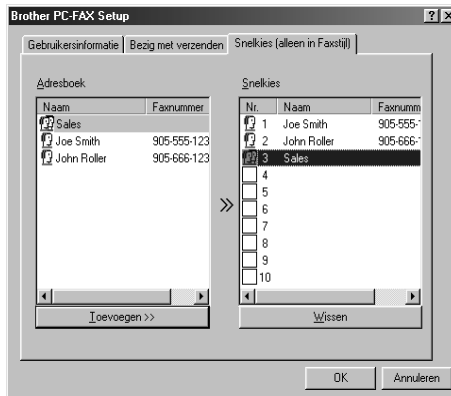 Brother PC-FAX Setup
Gebruikersinformatie Bezig met verzenden Snelkies (alleen in Faxstijl)
Adresboek
Naam Faxnummer
Sales
Joe Smith 905-555-123
John Roller 905-666-123
Toevoegen >>
Snelkies
Nr. Naam Faxnumm
1 Joe Smith 905-555-
2 John Roller 905-666-
3 Sales
4
5
6
7
8
9
10
Wissen
OK Annuleren